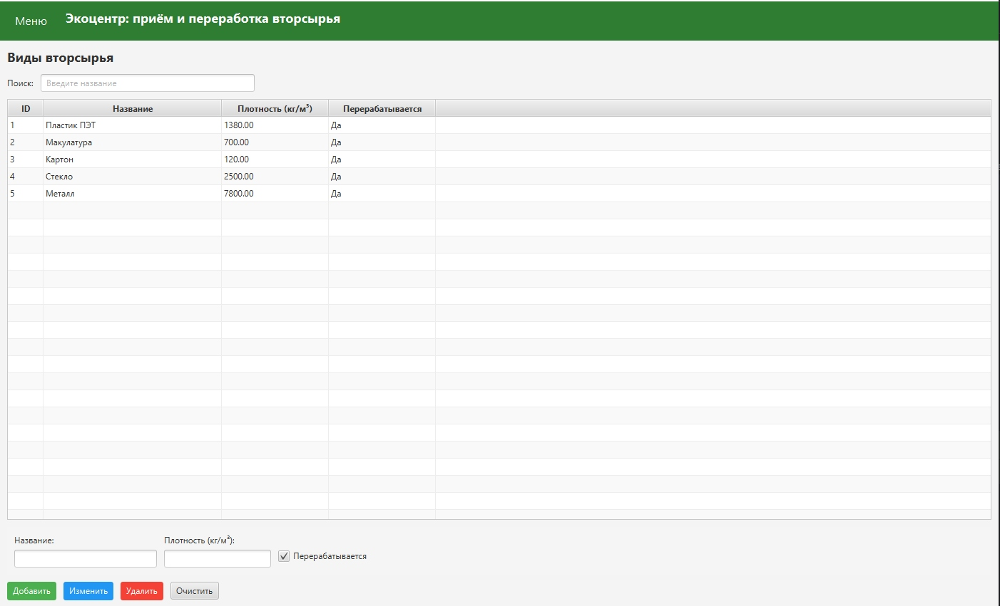 Меню Экоцентр: приём и переработка вторсырья
Виды вторсырья
Поиск: Введите название
ID Название Плотность (кг/м³) Перерабатывается
1 Пластик ПЭТ 1380.00 Да
2 Макулатура 700.00 Да
3 Картон 120.00 Да
4 Стекло 2500.00 Да
5 Металл 7800.00 Да
Название: Плотность (кг/м³):
Перерабатывается
Добавить Изменить Удалить Очистить